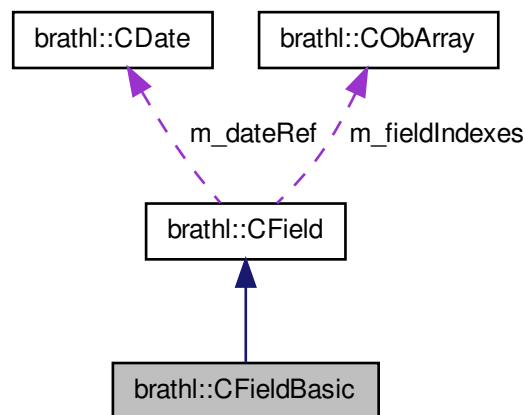 brathl::CDate
brathl::CObArray
m_dateRef
m_fieldIndexes
brathl::CField
brathl::CFieldBasic